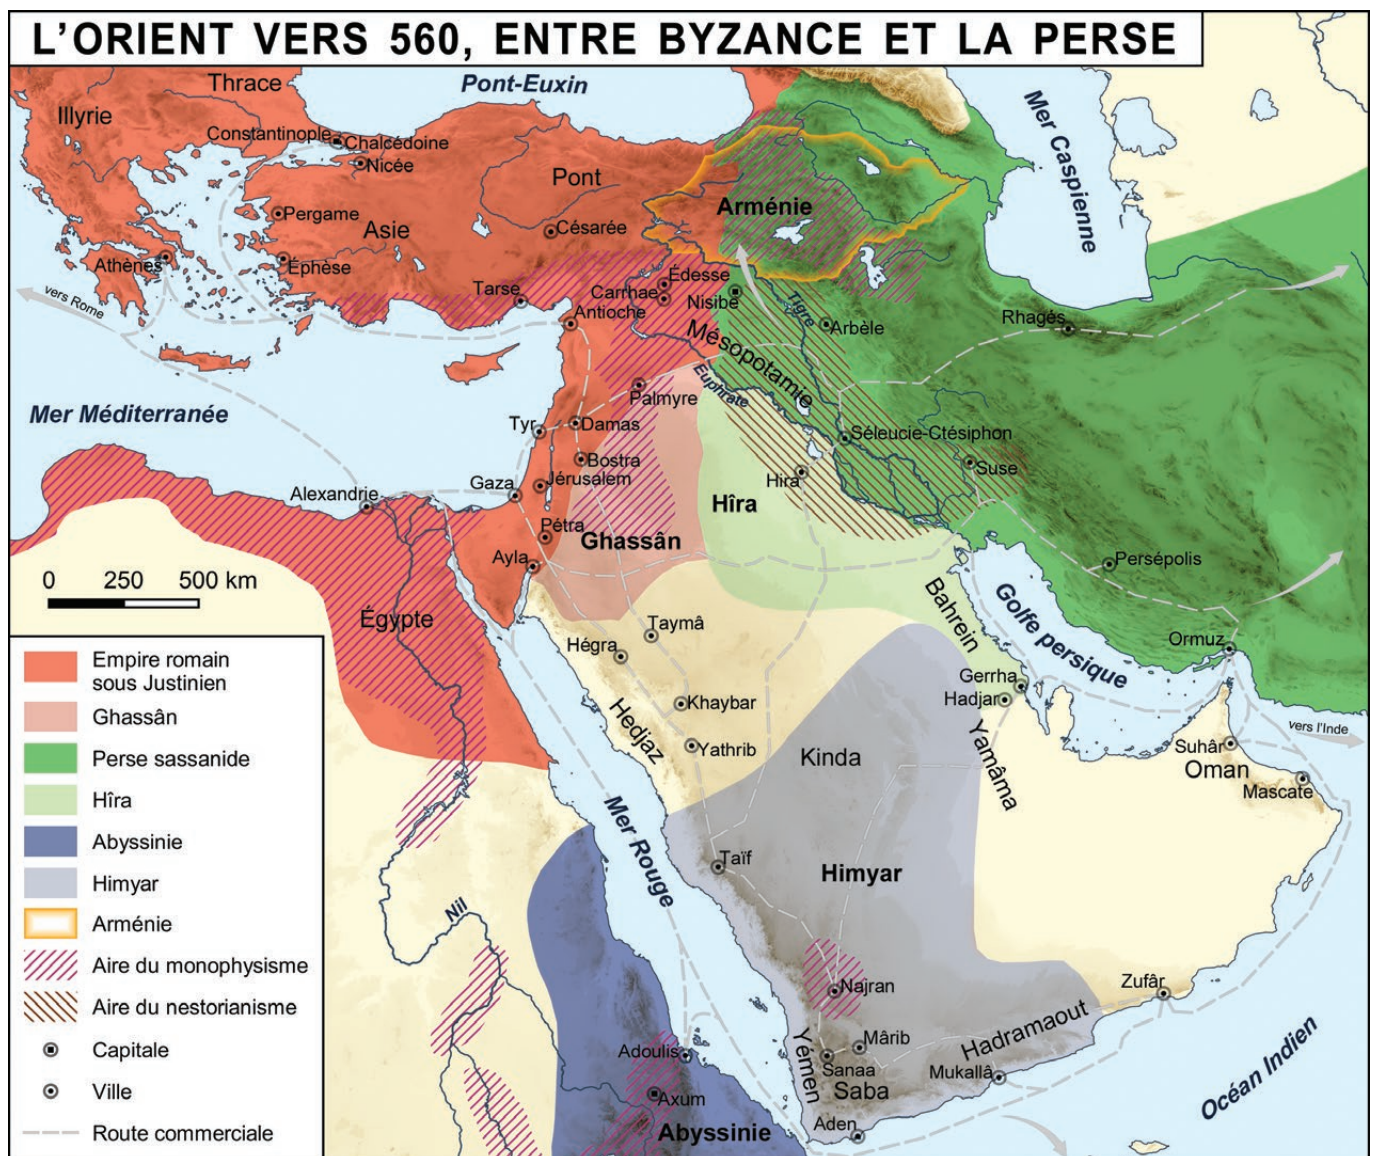 L'ORIENT VERS 560, ENTRE BYZANCE ET LA PERSE
Thrace
Pont-Euxin
Illyrie
Mer Caspienne
Constantinople
Chalcédoine
Nicée
Pont
Arménie
Pergame
Asie
Césarée
Athènes
Éphèse
Édesse
Tarse
Carrhae
Nisibe
vers Rome
Antioche
Tigre
Arbèle
Rhagés
Mésopotamie
Euphrate
Palmyre
Mer Méditerranée
Tyr
Damas
Séleucie-Ctésiphon
Bostra
Suse
Hira
Alexandrie
Gaza
Jérusalem
Hîra
Pétra
Ghassân
Ayla
Persépolis
0 250 500 km
Bahrein
Golfe persique
Égypte
Taymâ
Hégra
Ormuz
Gerrha
Hadjar
Khaybar
Hedjaz
Yamâma
vers l'Inde
Yathrib
Kinda
Suhâr
Oman
Mascate
Mer Rouge
Taïf
Himyar
Nil
Najran
Zufâr
Hadramaout
Adoulis
Mârib
Yémen
Sanaa
Saba
Mukallâ
Océan Indien
Axum
Abyssinie
Aden
Empire romain
sous Justinien
Ghassân
Perse sassanide
Hîra
Abyssinie
Himyar
Arménie
Aire du monophysisme
Aire du nestorianisme
Capitale
Ville
Route commerciale